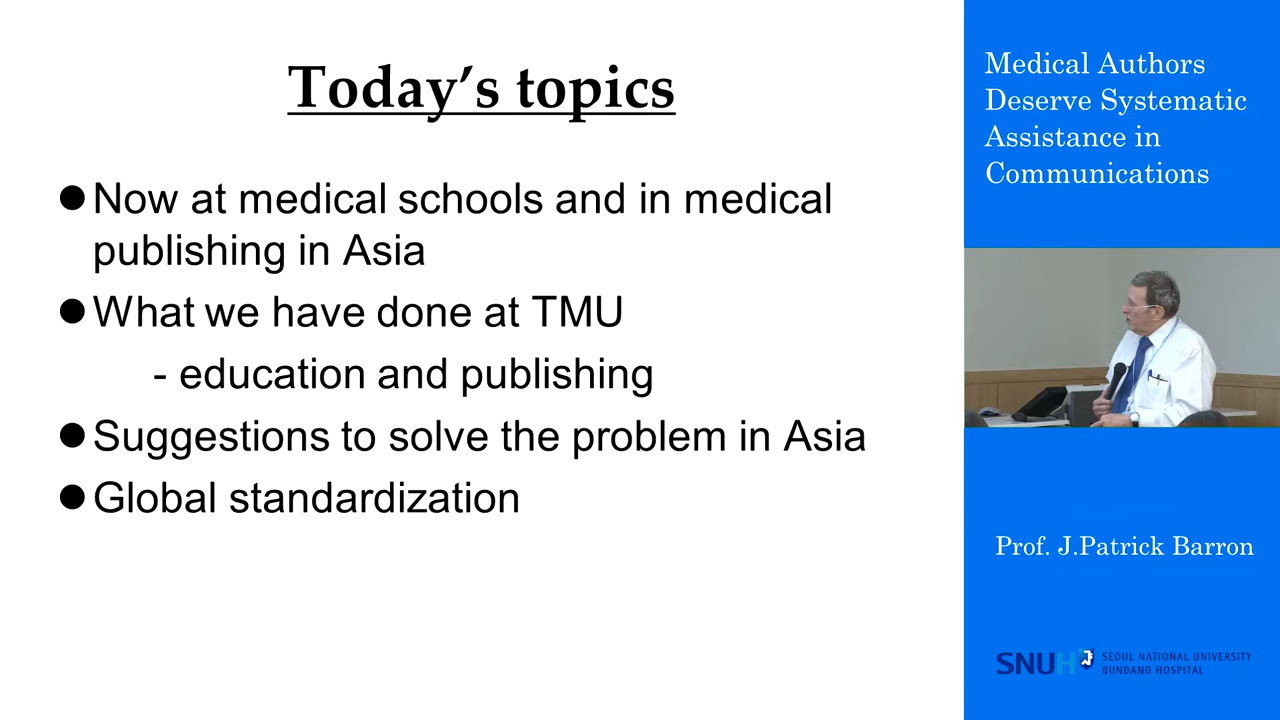 Today's topics
●Now at medical schools and in medical
publishing in Asia
●What we have done at TMU
- education and publishing
●Suggestions to solve the problem in Asia
●Global standardization
Medical Authors
Deserve Systematic
Assistance in
Communications
Prof. J.Patrick Barron
SNUH SEOUL NATIONAL UNIVERSITY
BUNDANG HOSPITAL